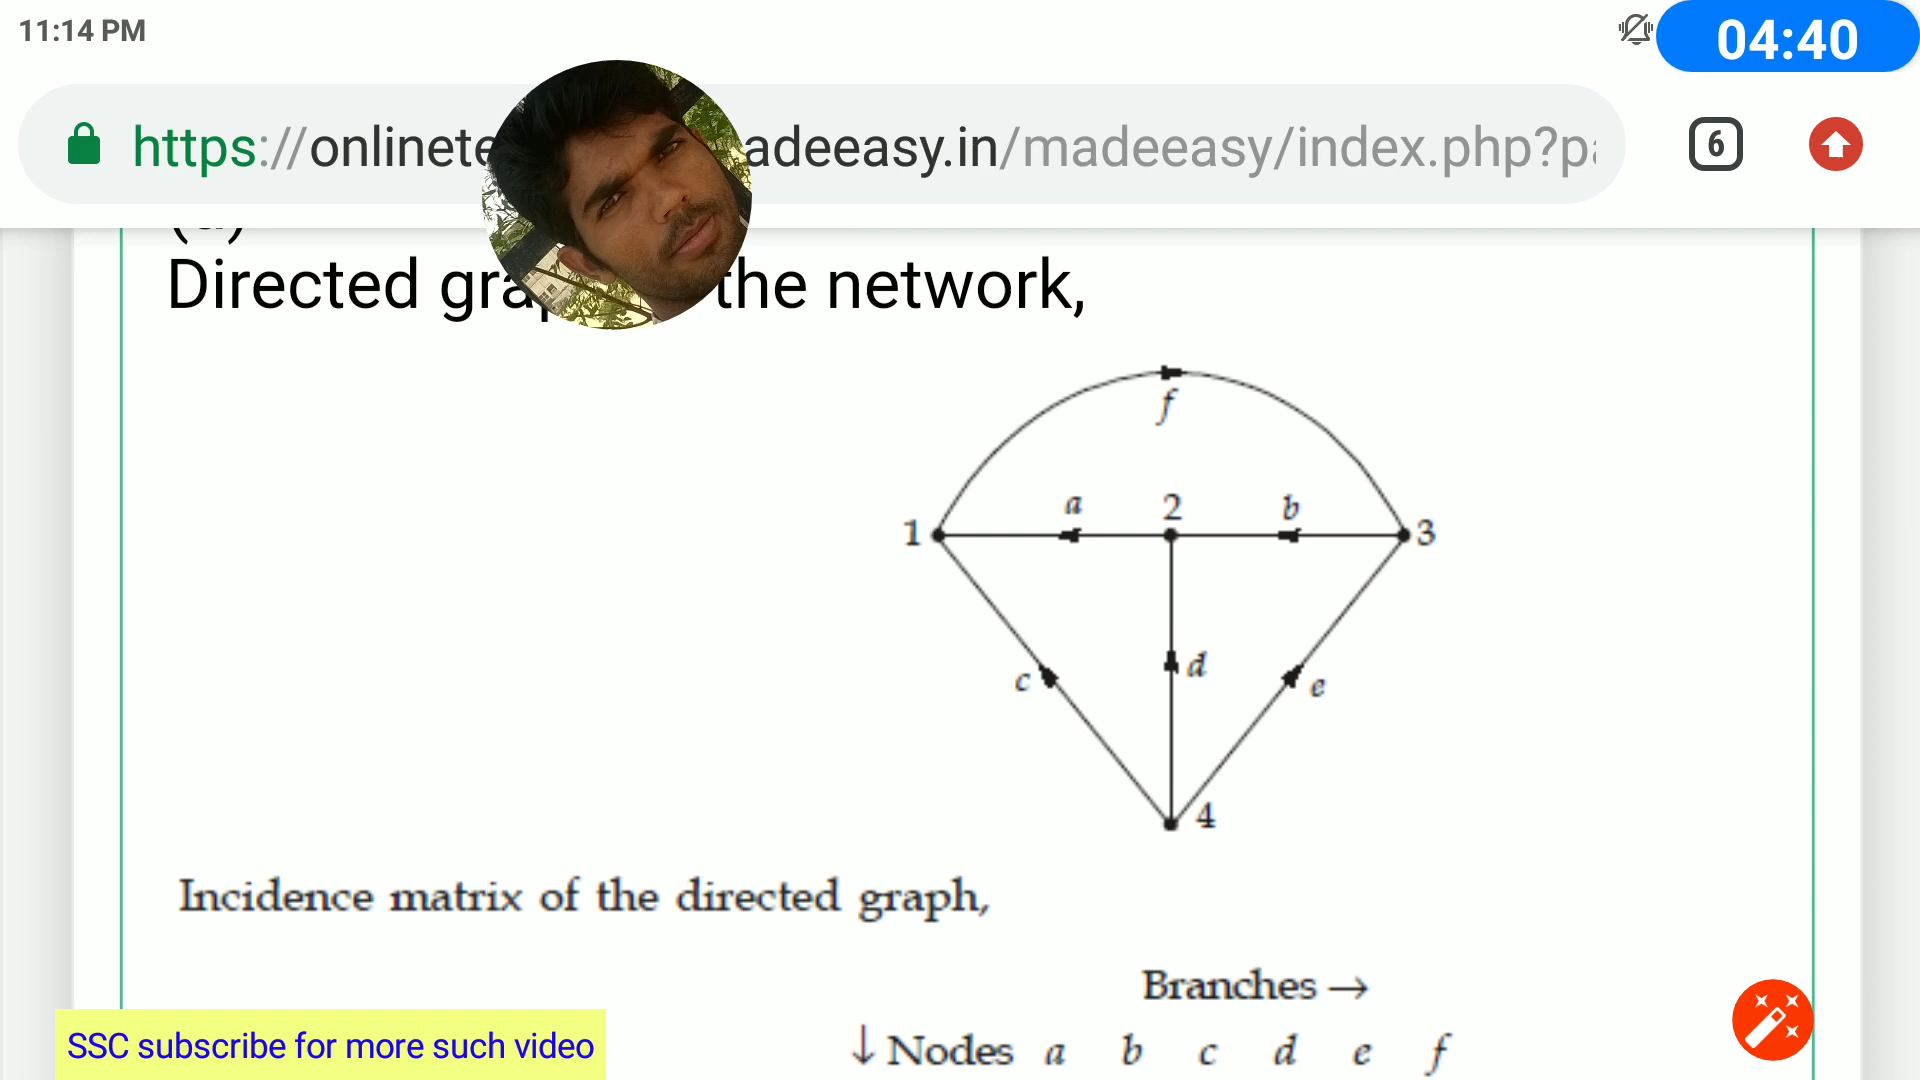 11:14 PM
04:40
https://onlinete adeeasy.in/madeeasy/index.php?pa
6
Directed gra the network,
f
a 2 b
1 3
d
c e
4
Incidence matrix of the directed graph,
Branches →
↓ Nodes a b c d e f
SSC subscribe for more such video